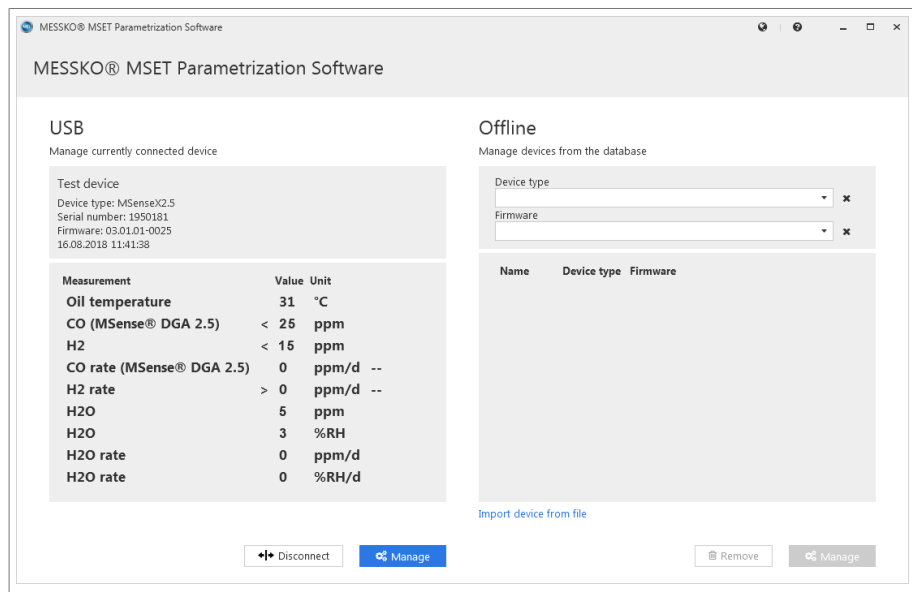 MESSKO® MSET Parametrization Software
MESSKO® MSET Parametrization Software
USB
Manage currently connected device
Test device
Device type: MSenseX2.5
Serial number: 1950181
Firmware: 03.01.01-0025
16.08.2018 11:41:38
Measurement Value Unit
Oil temperature 31 °C
CO (MSense® DGA 2.5) < 25 ppm
H2 < 15 ppm
CO rate (MSense® DGA 2.5) 0 ppm/d --
H2 rate > 0 ppm/d --
H2O 5 ppm
H2O 3 %RH
H2O rate 0 ppm/d
H2O rate 0 %RH/d
Disconnect Manage
Offline
Manage devices from the database
Device type
Firmware
Name Device type Firmware
Import device from file
Remove Manage